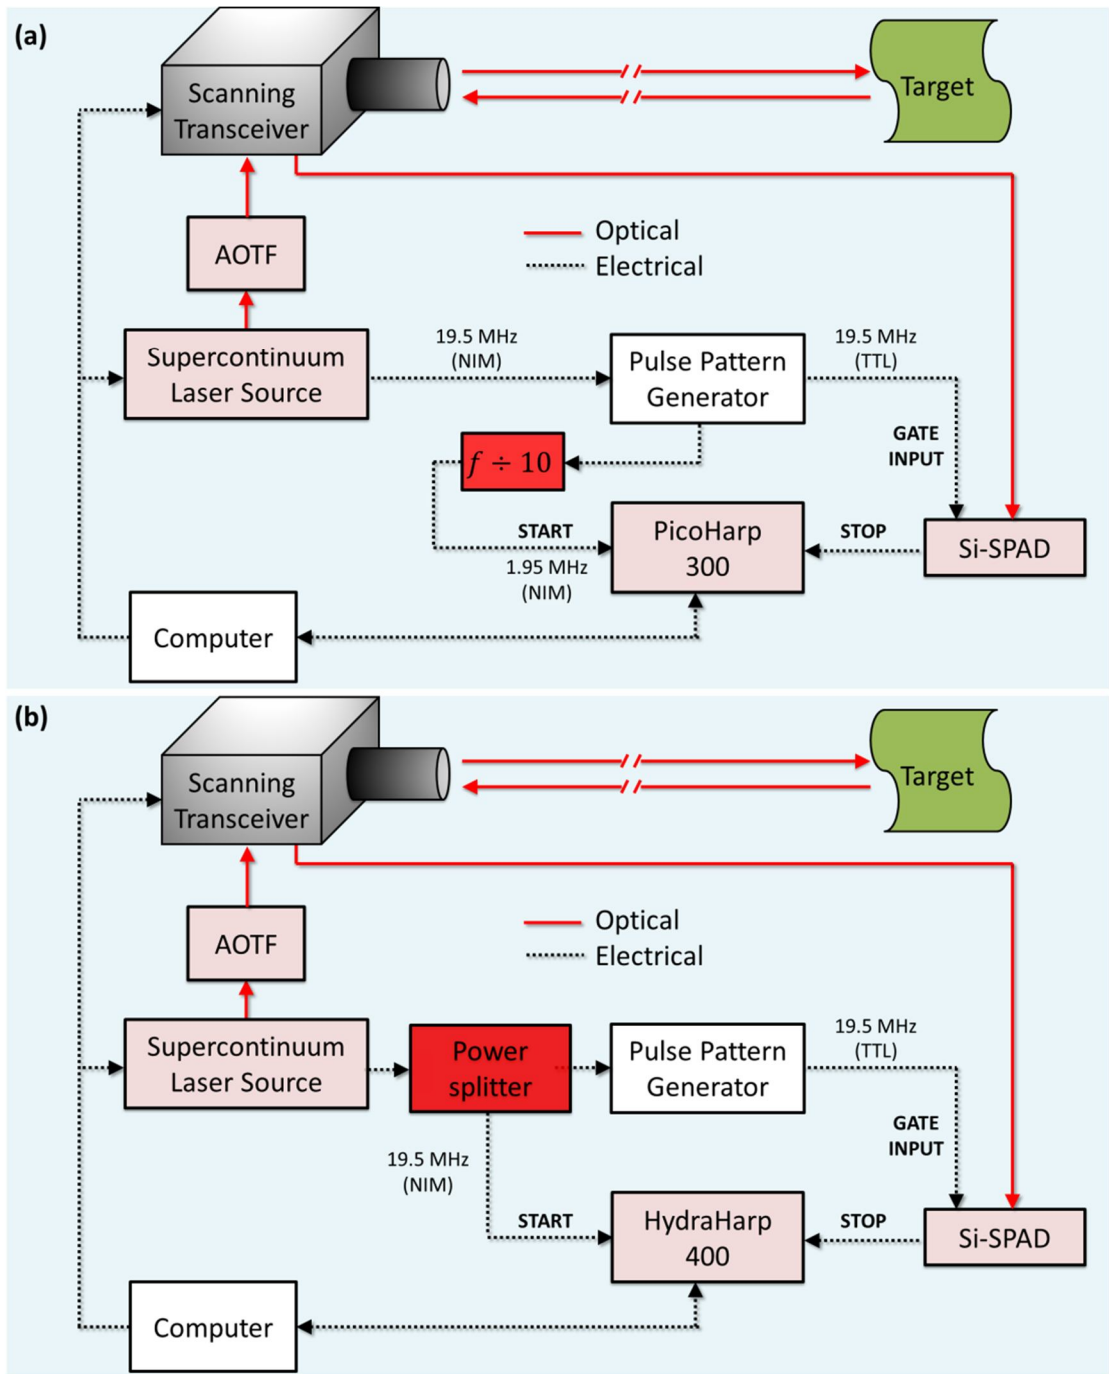 (a)
Scanning
Transceiver
Target
AOTF
Optical
Electrical
Supercontinuum
Laser Source
19.5 MHz
(NIM)
Pulse Pattern
Generator
19.5 MHz
(TTL)
GATE
INPUT
f ÷ 10
START
1.95 MHz
(NIM)
PicoHarp
300
STOP
Si-SPAD
Computer
(b)
Scanning
Transceiver
Target
AOTF
Optical
Electrical
Supercontinuum
Laser Source
Power
splitter
Pulse Pattern
Generator
19.5 MHz
(TTL)
GATE
INPUT
19.5 MHz
(NIM)
START
HydraHarp
400
STOP
Si-SPAD
Computer